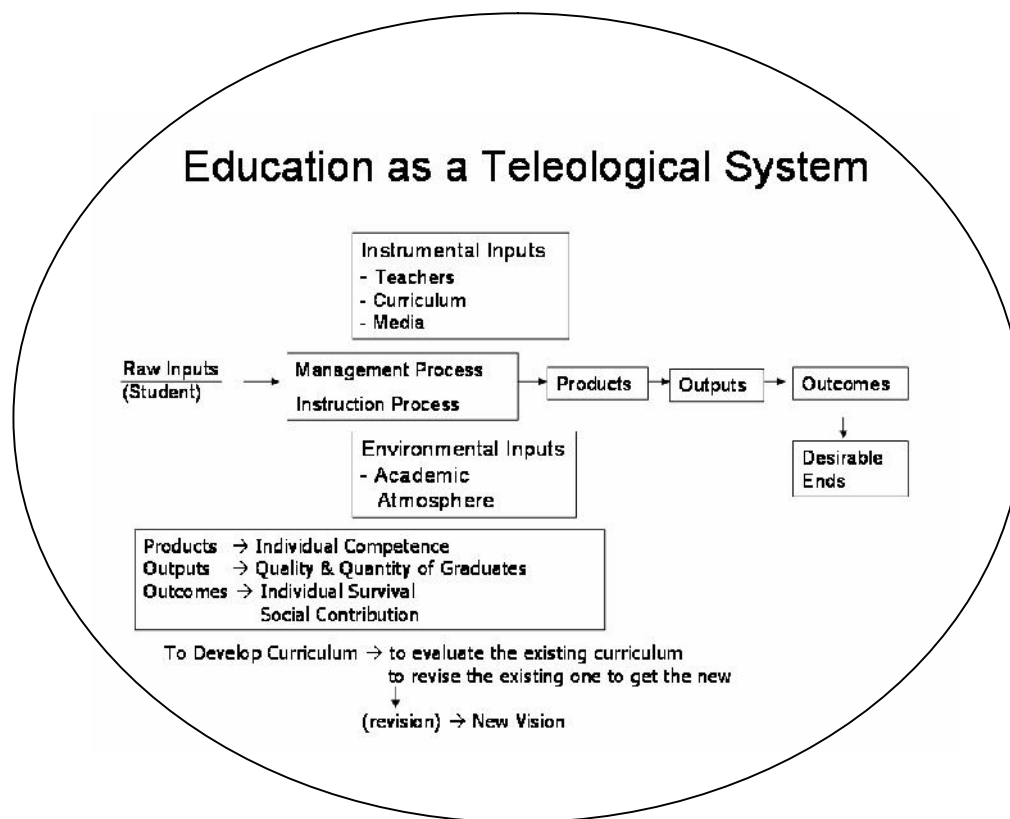 Education as a Teleological System
Instrumental Inputs
- Teachers
- Curriculum
- Media
Raw Inputs
(Student)
Management Process
Instruction Process
Products
Outputs
Outcomes
Environmental Inputs
- Academic
Atmosphere
Desirable
Ends
Products → Individual Competence
Outputs → Quality & Quantity of Graduates
Outcomes → Individual Survival
Social Contribution
To Develop Curriculum → to evaluate the existing curriculum
to revise the existing one to get the new
(revision) → New Vision